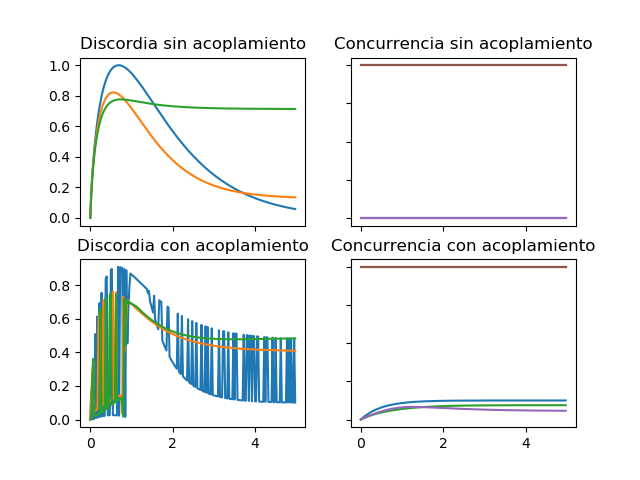 Discordia sin acoplamiento
Concurrencia sin acoplamiento
1.0
0.8
0.6
0.4
0.2
0.0
Discordia con acoplamiento
Concurrencia con acoplamiento
0.8
0.6
0.4
0.2
0.0
0 2 4
0 2 4